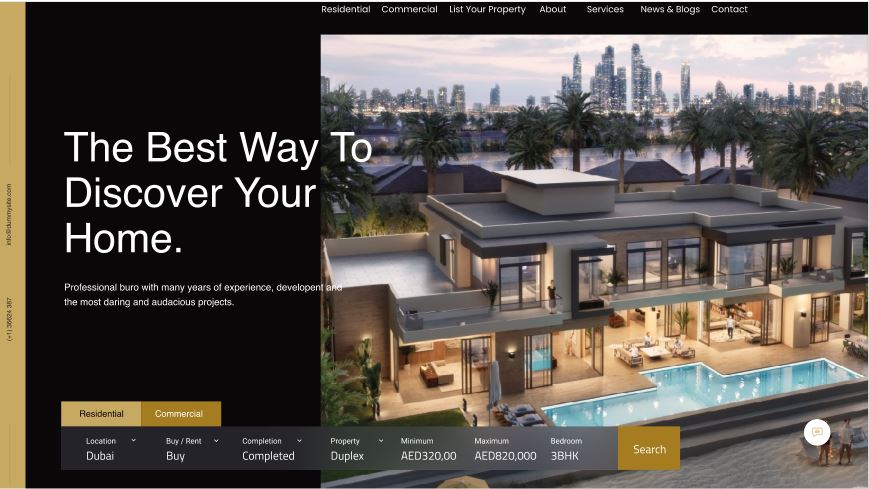 Residential Commercial List Your Property About Services News & Blogs Contact
info@dummysite.com
(+1) 36624 387
The Best Way To
Discover Your
Home.
Professional buro with many years of experience, developent and
the most daring and audacious projects.
Residential Commercial
Location Buy / Rent Completion Property Minimum Maximum Bedroom
Dubai Buy Completed Duplex AED320,00 AED820,000 3BHK
Search